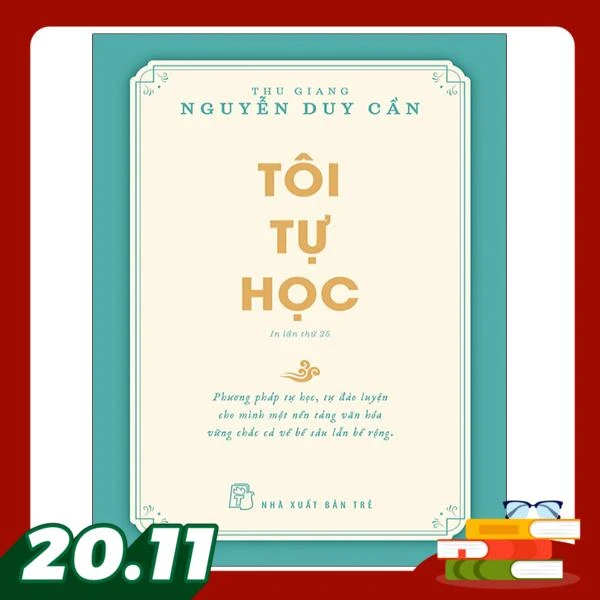 THU GIANG
NGUYỄN DUY CẦN
TÔI
TỰ
HỌC
In lần thứ 25
Phương pháp tự học, tự đào luyện
cho mình một nền tảng văn hóa
vững chắc cả về bề sâu lẫn bề rộng.
NHÀ XUẤT BẢN TRẺ
20.11